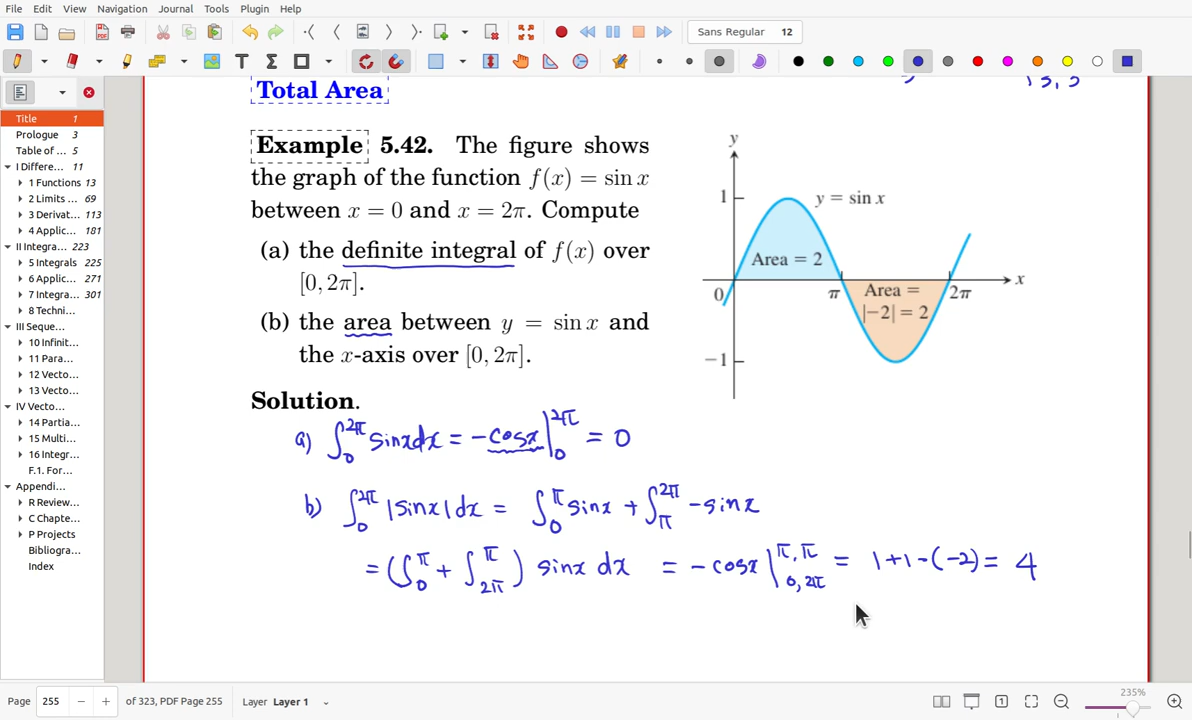 File Edit View Navigation Journal Tools Plugin Help
Sans Regular 12
Title 1
Prologue 3
Table of ... 5
I Differe... 11
1 Functions 13
2 Limits ... 69
3 Derivat... 113
4 Applic... 181
II Integra... 223
5 Integrals 225
6 Applic... 271
7 Integra... 301
8 Techni...
III Seque...
10 Infinit...
11 Para...
12 Vecto...
13 Vecto...
IV Vecto...
14 Partia...
15 Multi...
16 Integr...
F.1. For...
Appendi...
R Review...
C Chapte...
P Projects
Bibliogra...
Index
Total Area
Example 5.42. The figure shows
the graph of the function f(x) = sin x
between x = 0 and x = 2π. Compute
(a) the definite integral of f(x) over
[0, 2π].
(b) the area between y = sin x and
the x-axis over [0, 2π].
y
1
y = sin x
Area = 2
0
π
Area =
|−2| = 2
2π
x
−1
Solution.
a) ∫₀^{2π} sinx dx = -cosx |₀^{2π} = 0
b) ∫₀^{2π} |sinx| dx = ∫₀^π sinx + ∫_π^{2π} -sinx
= (∫₀^π + ∫_{2π}^π) sinx dx = -cosx |_{0, 2π}^{π, π} = 1+1-(-2) = 4
Page 255 − + of 323, PDF Page 255 Layer Layer 1
235%